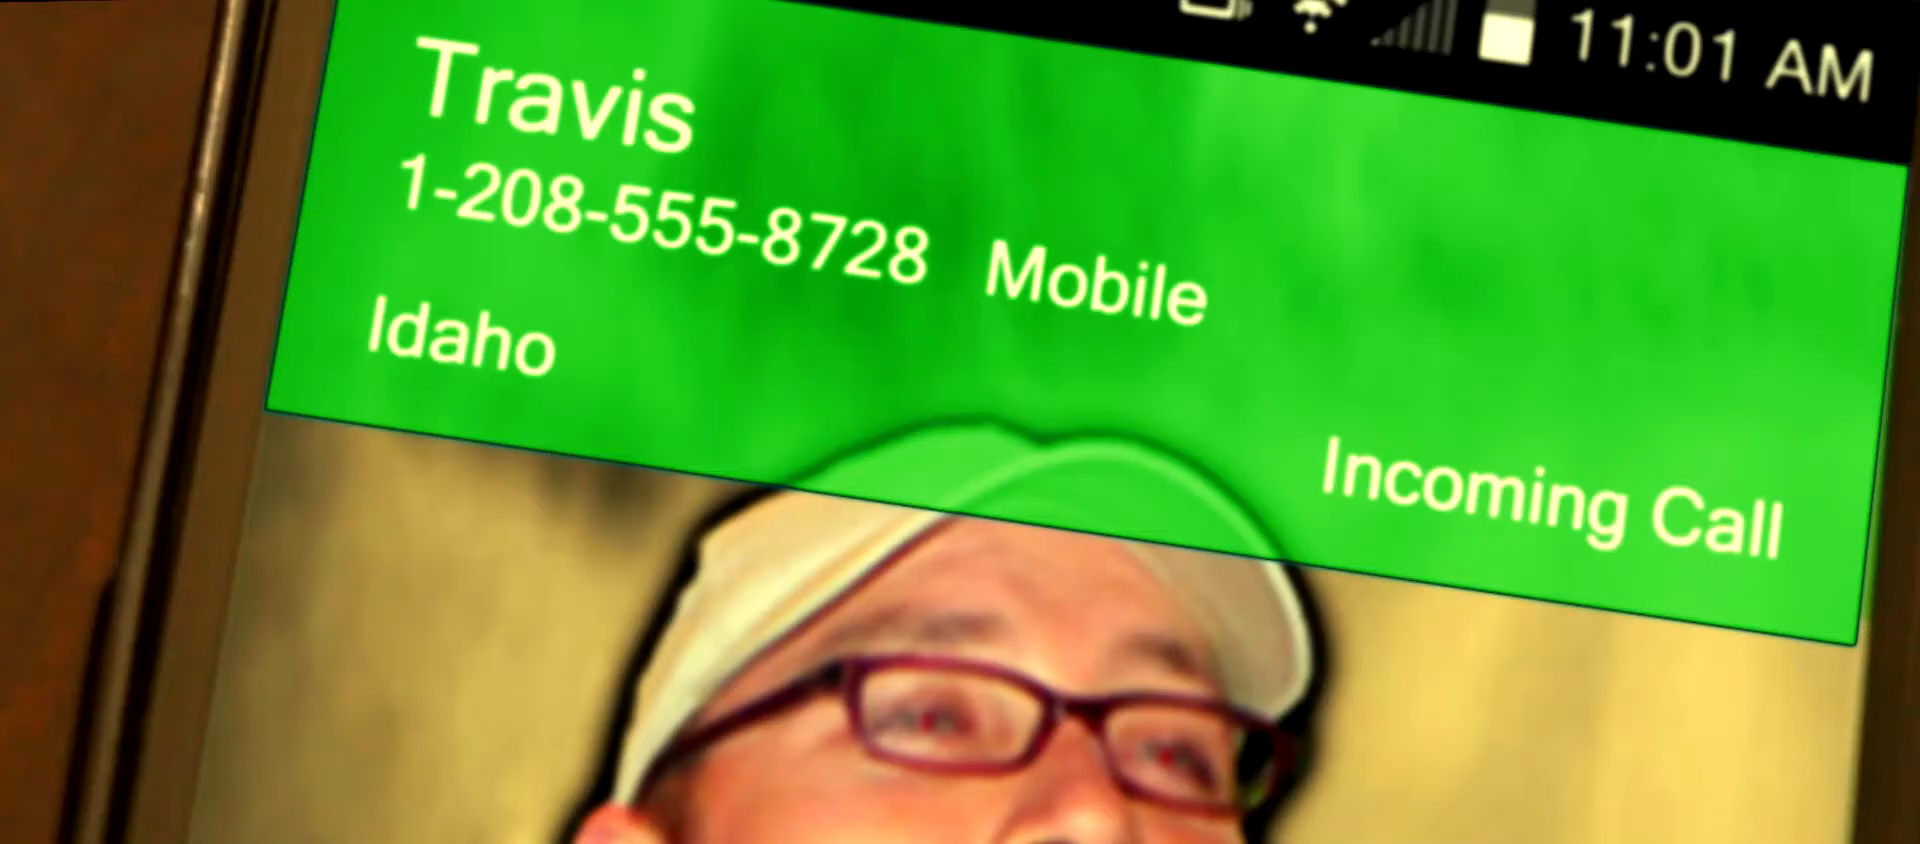 11:01 AM
Travis
1-208-555-8728 Mobile
Idaho
Incoming Call